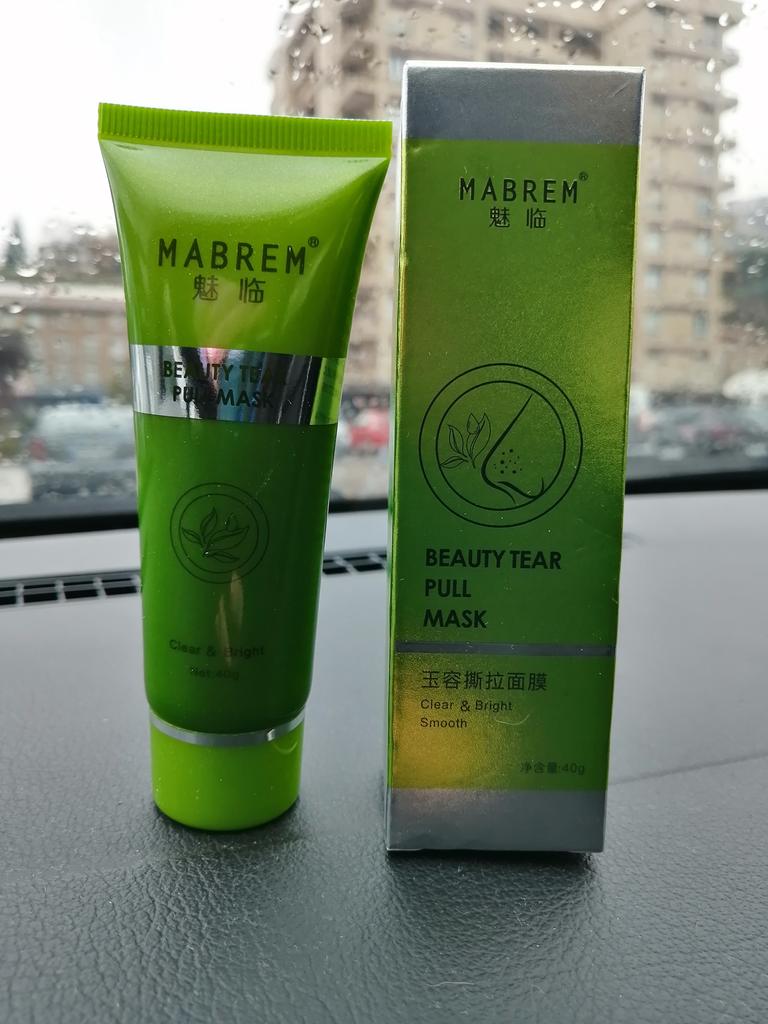 MABREM®
魅临
BEAUTY TEAR
PULL MASK
Clear & Bright
Net:40g
MABREM®
魅临
BEAUTY TEAR
PULL
MASK
玉容撕拉面膜
Clear & Bright
Smooth
净含量:40g